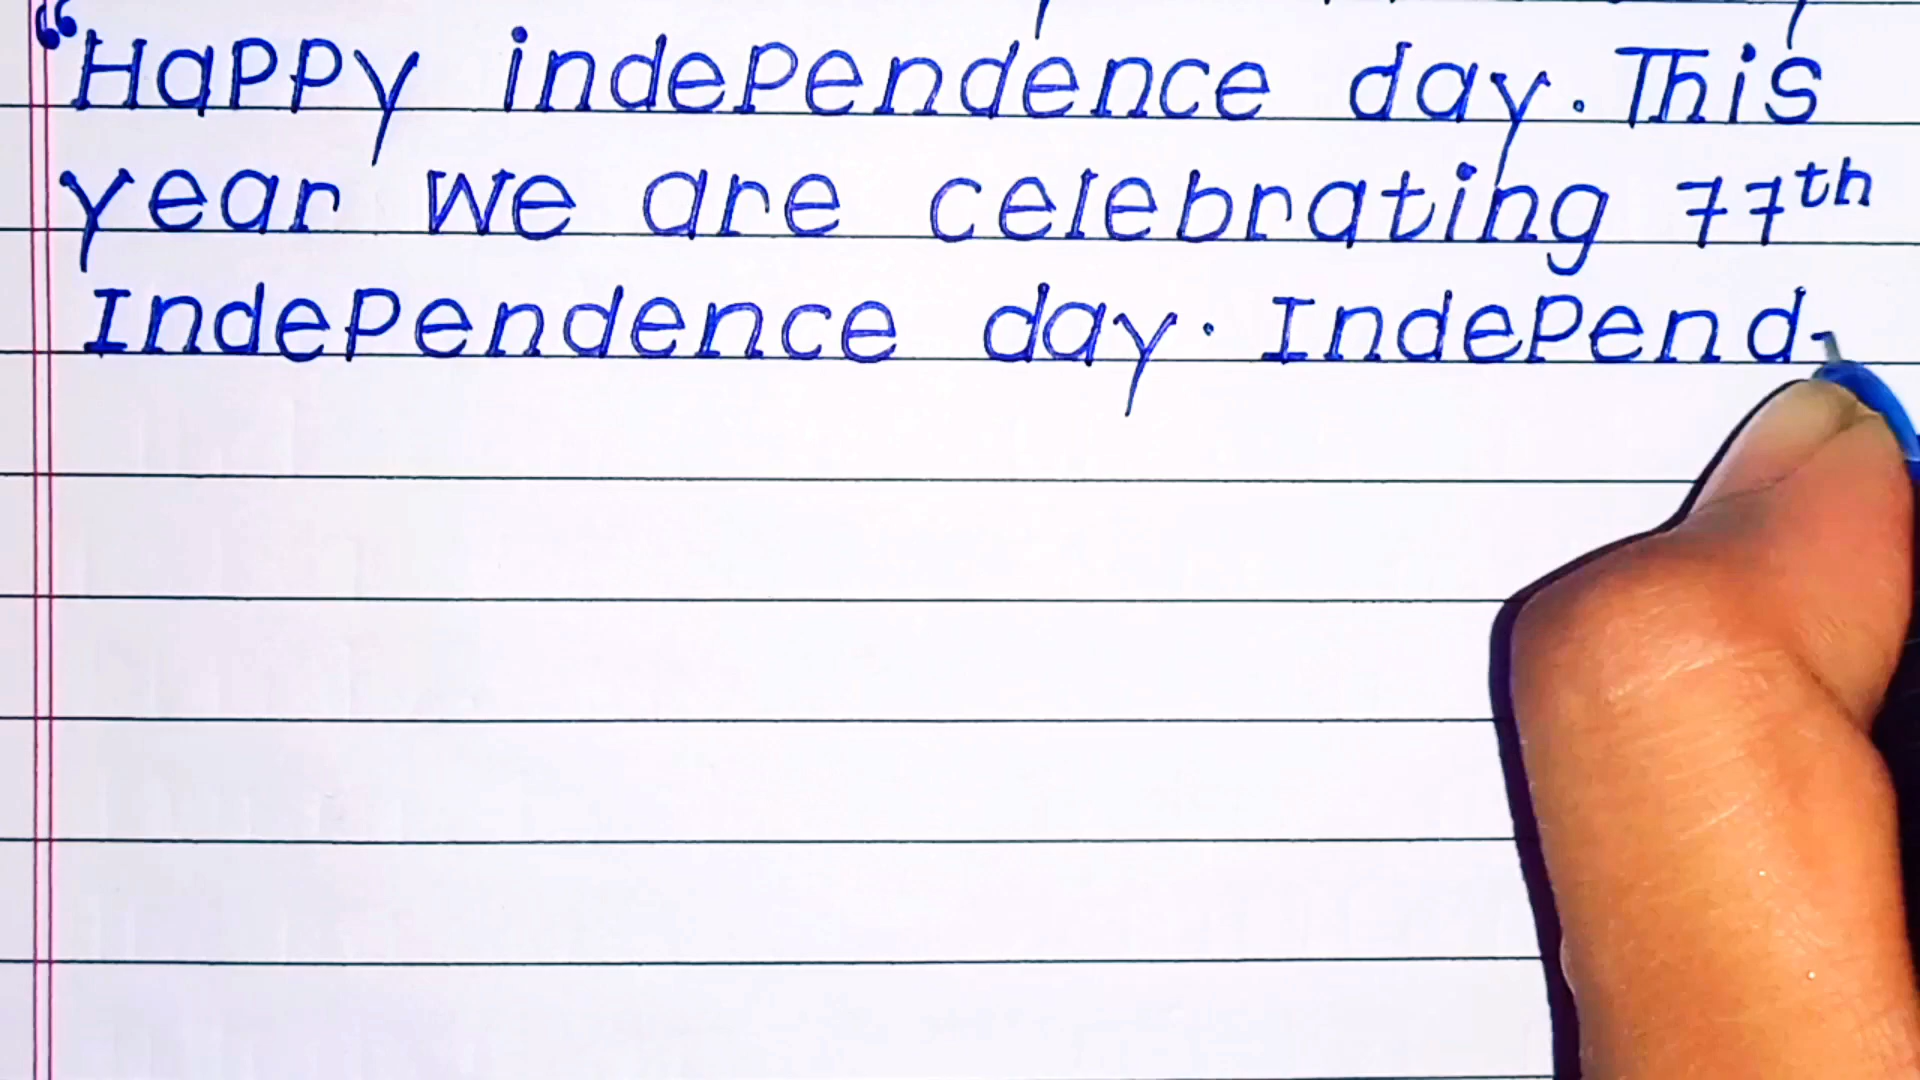 “Happy independence day. This
year we are celebrating 77th
Independence day. Independ-